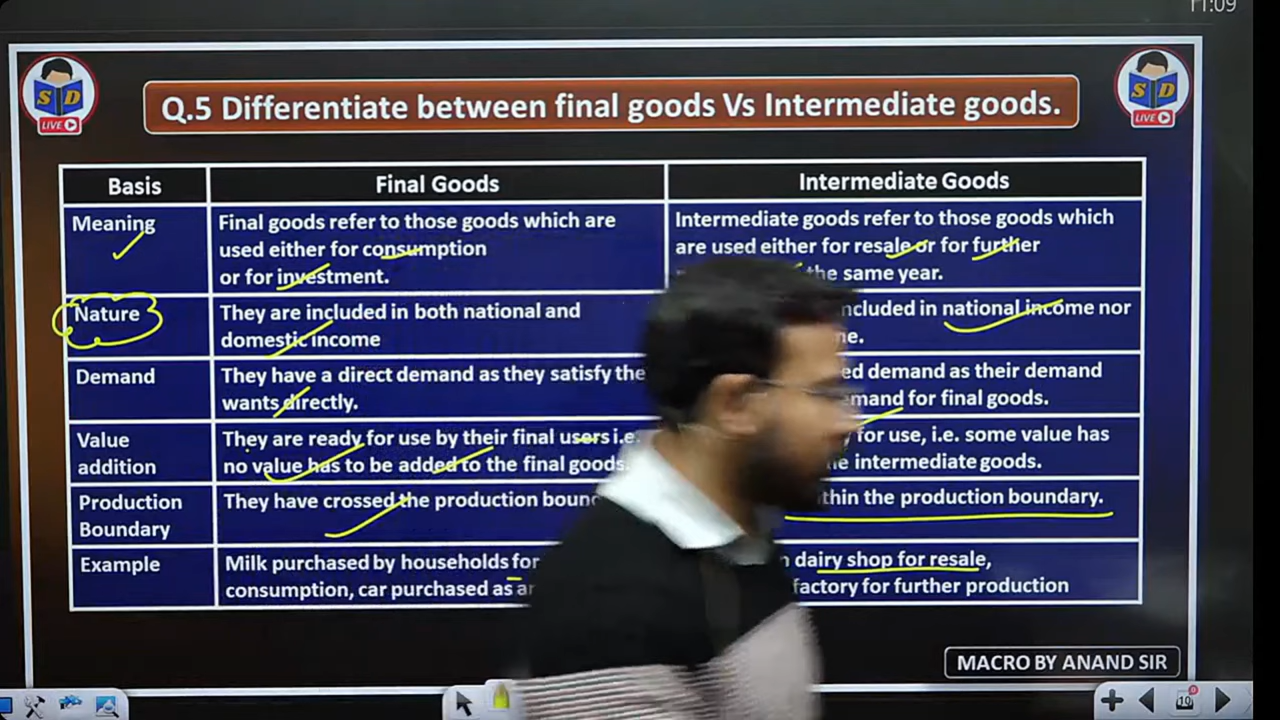 11:09
S D
LIVE
Q.5 Differentiate between final goods Vs Intermediate goods.
S D
LIVE
Basis
Final Goods
Intermediate Goods
Meaning
Final goods refer to those goods which are
used either for consumption
or for investment.
Intermediate goods refer to those goods which
are used either for resale or for further
the same year.
Nature
They are included in both national and
domestic income
included in national income nor
Demand
They have a direct demand as they satisfy the
wants directly.
demand as their demand
for final goods.
Value
addition
They are ready for use by their final users i.e.
no value has to be added to the final goods.
for use, i.e. some value has
intermediate goods.
Production
Boundary
They have crossed the production
the production boundary.
Example
Milk purchased by households for
consumption, car purchased as
dairy shop for resale,
factory for further production
MACRO BY ANAND SIR